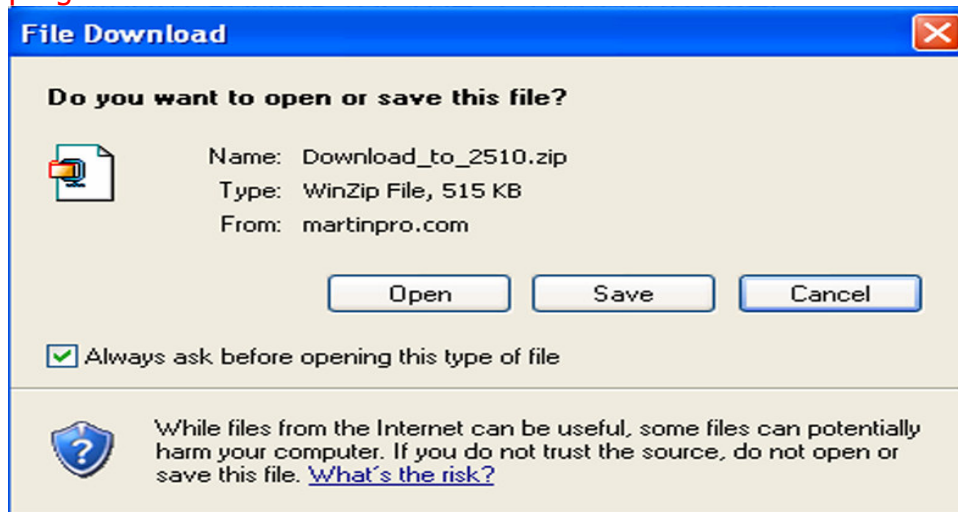 File Download
Do you want to open or save this file?
Name: Download_to_2510.zip
Type: WinZip File, 515 KB
From: martinpro.com
Open Save Cancel
Always ask before opening this type of file
While files from the Internet can be useful, some files can potentially
harm your computer. If you do not trust the source, do not open or
save this file. What's the risk?